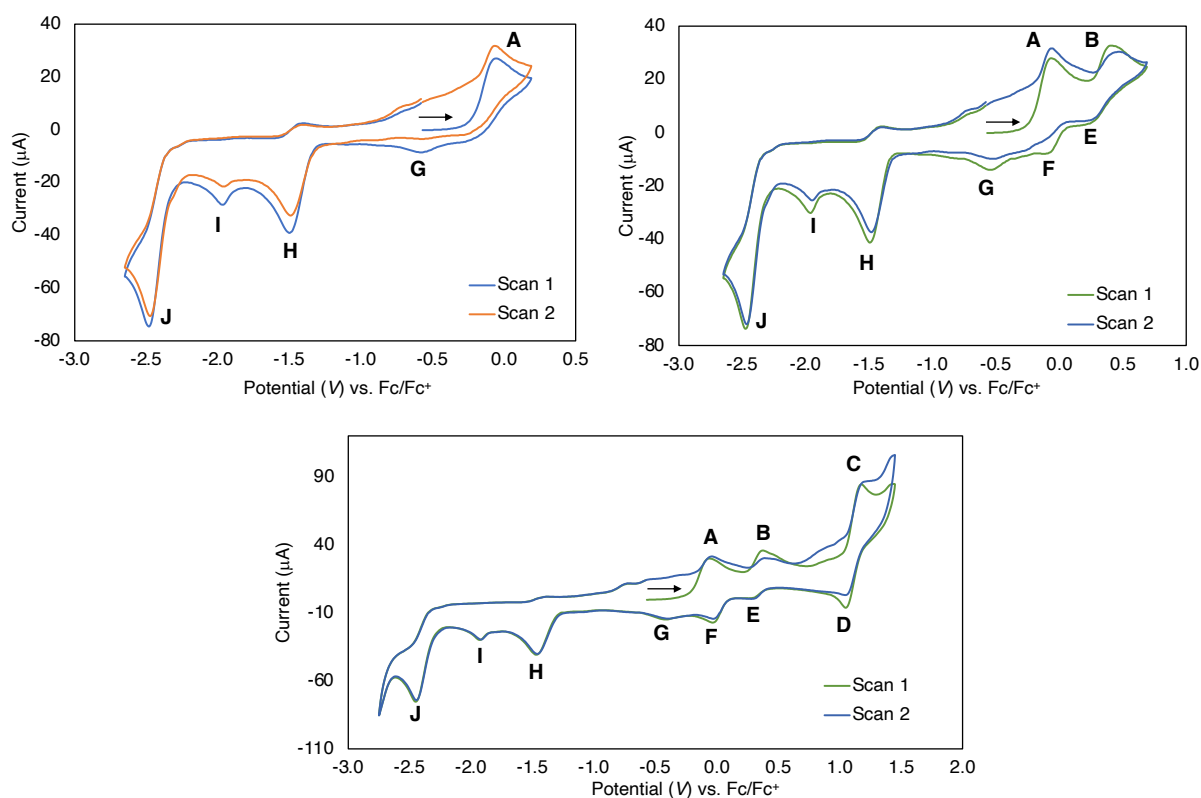 40
20
0
-20
-40
-60
-80
Current (μA)
A
G
I
H
J
Scan 1
Scan 2
-3.0 -2.5 -2.0 -1.5 -1.0 -0.5 0.0 0.5
Potential (V) vs. Fc/Fc⁺
40
20
0
-20
-40
-60
-80
Current (μA)
A B
E
F
G
I
H
J
Scan 1
Scan 2
-3.0 -2.5 -2.0 -1.5 -1.0 -0.5 0.0 0.5 1.0
Potential (V) vs. Fc/Fc⁺
90
40
-10
-60
-110
Current (μA)
C
A B
G F E D
I H
J
Scan 1
Scan 2
-3.0 -2.5 -2.0 -1.5 -1.0 -0.5 0.0 0.5 1.0 1.5 2.0
Potential (V) vs. Fc/Fc⁺